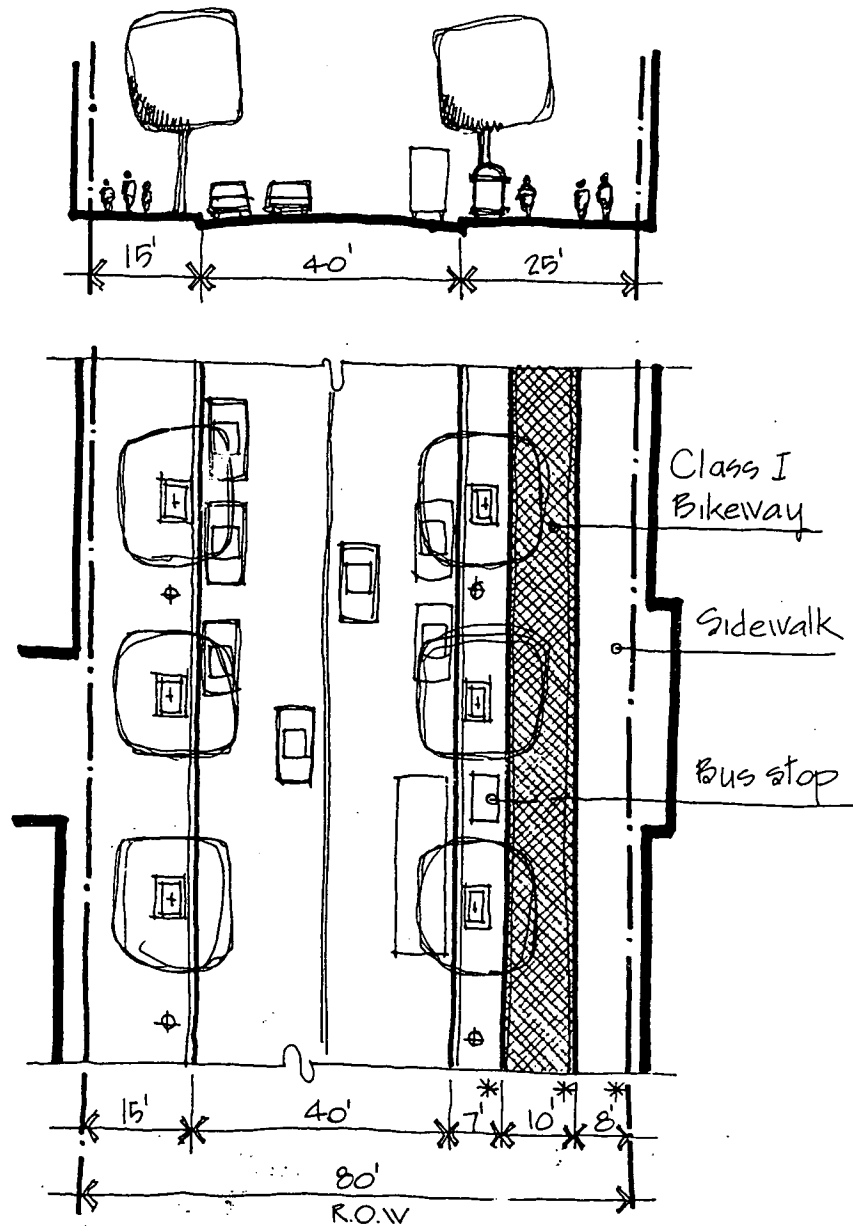 15' 40' 25'
Class I
Bikeway
Sidewalk
Bus stop
* * *
15' 40' 7' 10' 8'
80'
R.O.W